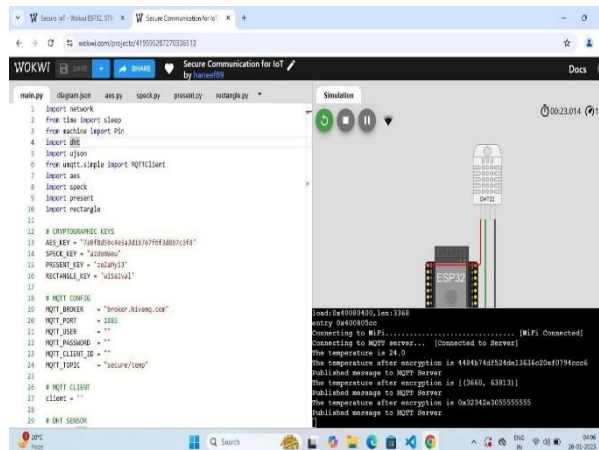 Secure IoT - Wokwi ESP32, STM
Secure Communication for IoT
wokwi.com/projects/419595287270336513
WOKWI
SAVE
SHARE
Secure Communication for IoT
by haneef89
Docs
main.py
diagram.json
aes.py
speck.py
present.py
rectangle.py
1 import network
2 from time import sleep
3 from machine import Pin
4 import dht
5 import ujson
6 from umqtt.simple import MQTTClient
7 import aes
8 import speck
9 import present
10 import rectangle
11
12 # CRYPTOGRAPHIC KEYS
13 AES_KEY =
14 SPECK_KEY =
15 PRESENT_KEY =
16 RECTANGLE_KEY =
17
18 # MQTT CONFIG
19 MQTT_BROKER = "broker.hivemq.com"
20 MQTT_PORT = 1883
21 MQTT_USER = ""
22 MQTT_PASSWORD = ""
23 MQTT_CLIENT_ID = ""
24 MQTT_TOPIC = "secure/temp"
25
26 # MQTT CLIENT
27 client = ''
28
29 # DHT SENSOR
Simulation
00:23.014
DHT22
ESP32
load:0x40080400,len:3368
entry 0x400805cc
Connecting to WiFi................................ [WiFi Connected]
Connecting to MQTT server... [Connected to Server]
The temperature is 24.0
The temperature after encryption is 4484b74df524de13636c20ef0794ccc6
Published message to MQTT Server
The temperature after encryption is [(3660, 63813)]
Published message to MQTT Server
The temperature after encryption is 0x32342e3055555555
Published message to MQTT Server
20°C
Haze
Search
ENG
IN
04:06
26-01-2025